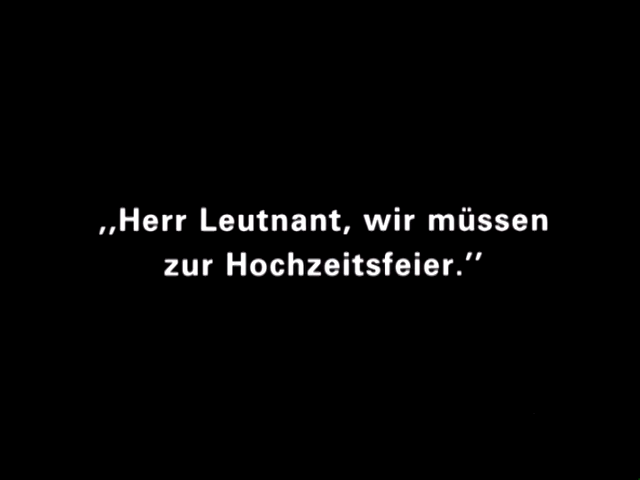 ,,Herr Leutnant, wir müssen
zur Hochzeitsfeier.’’